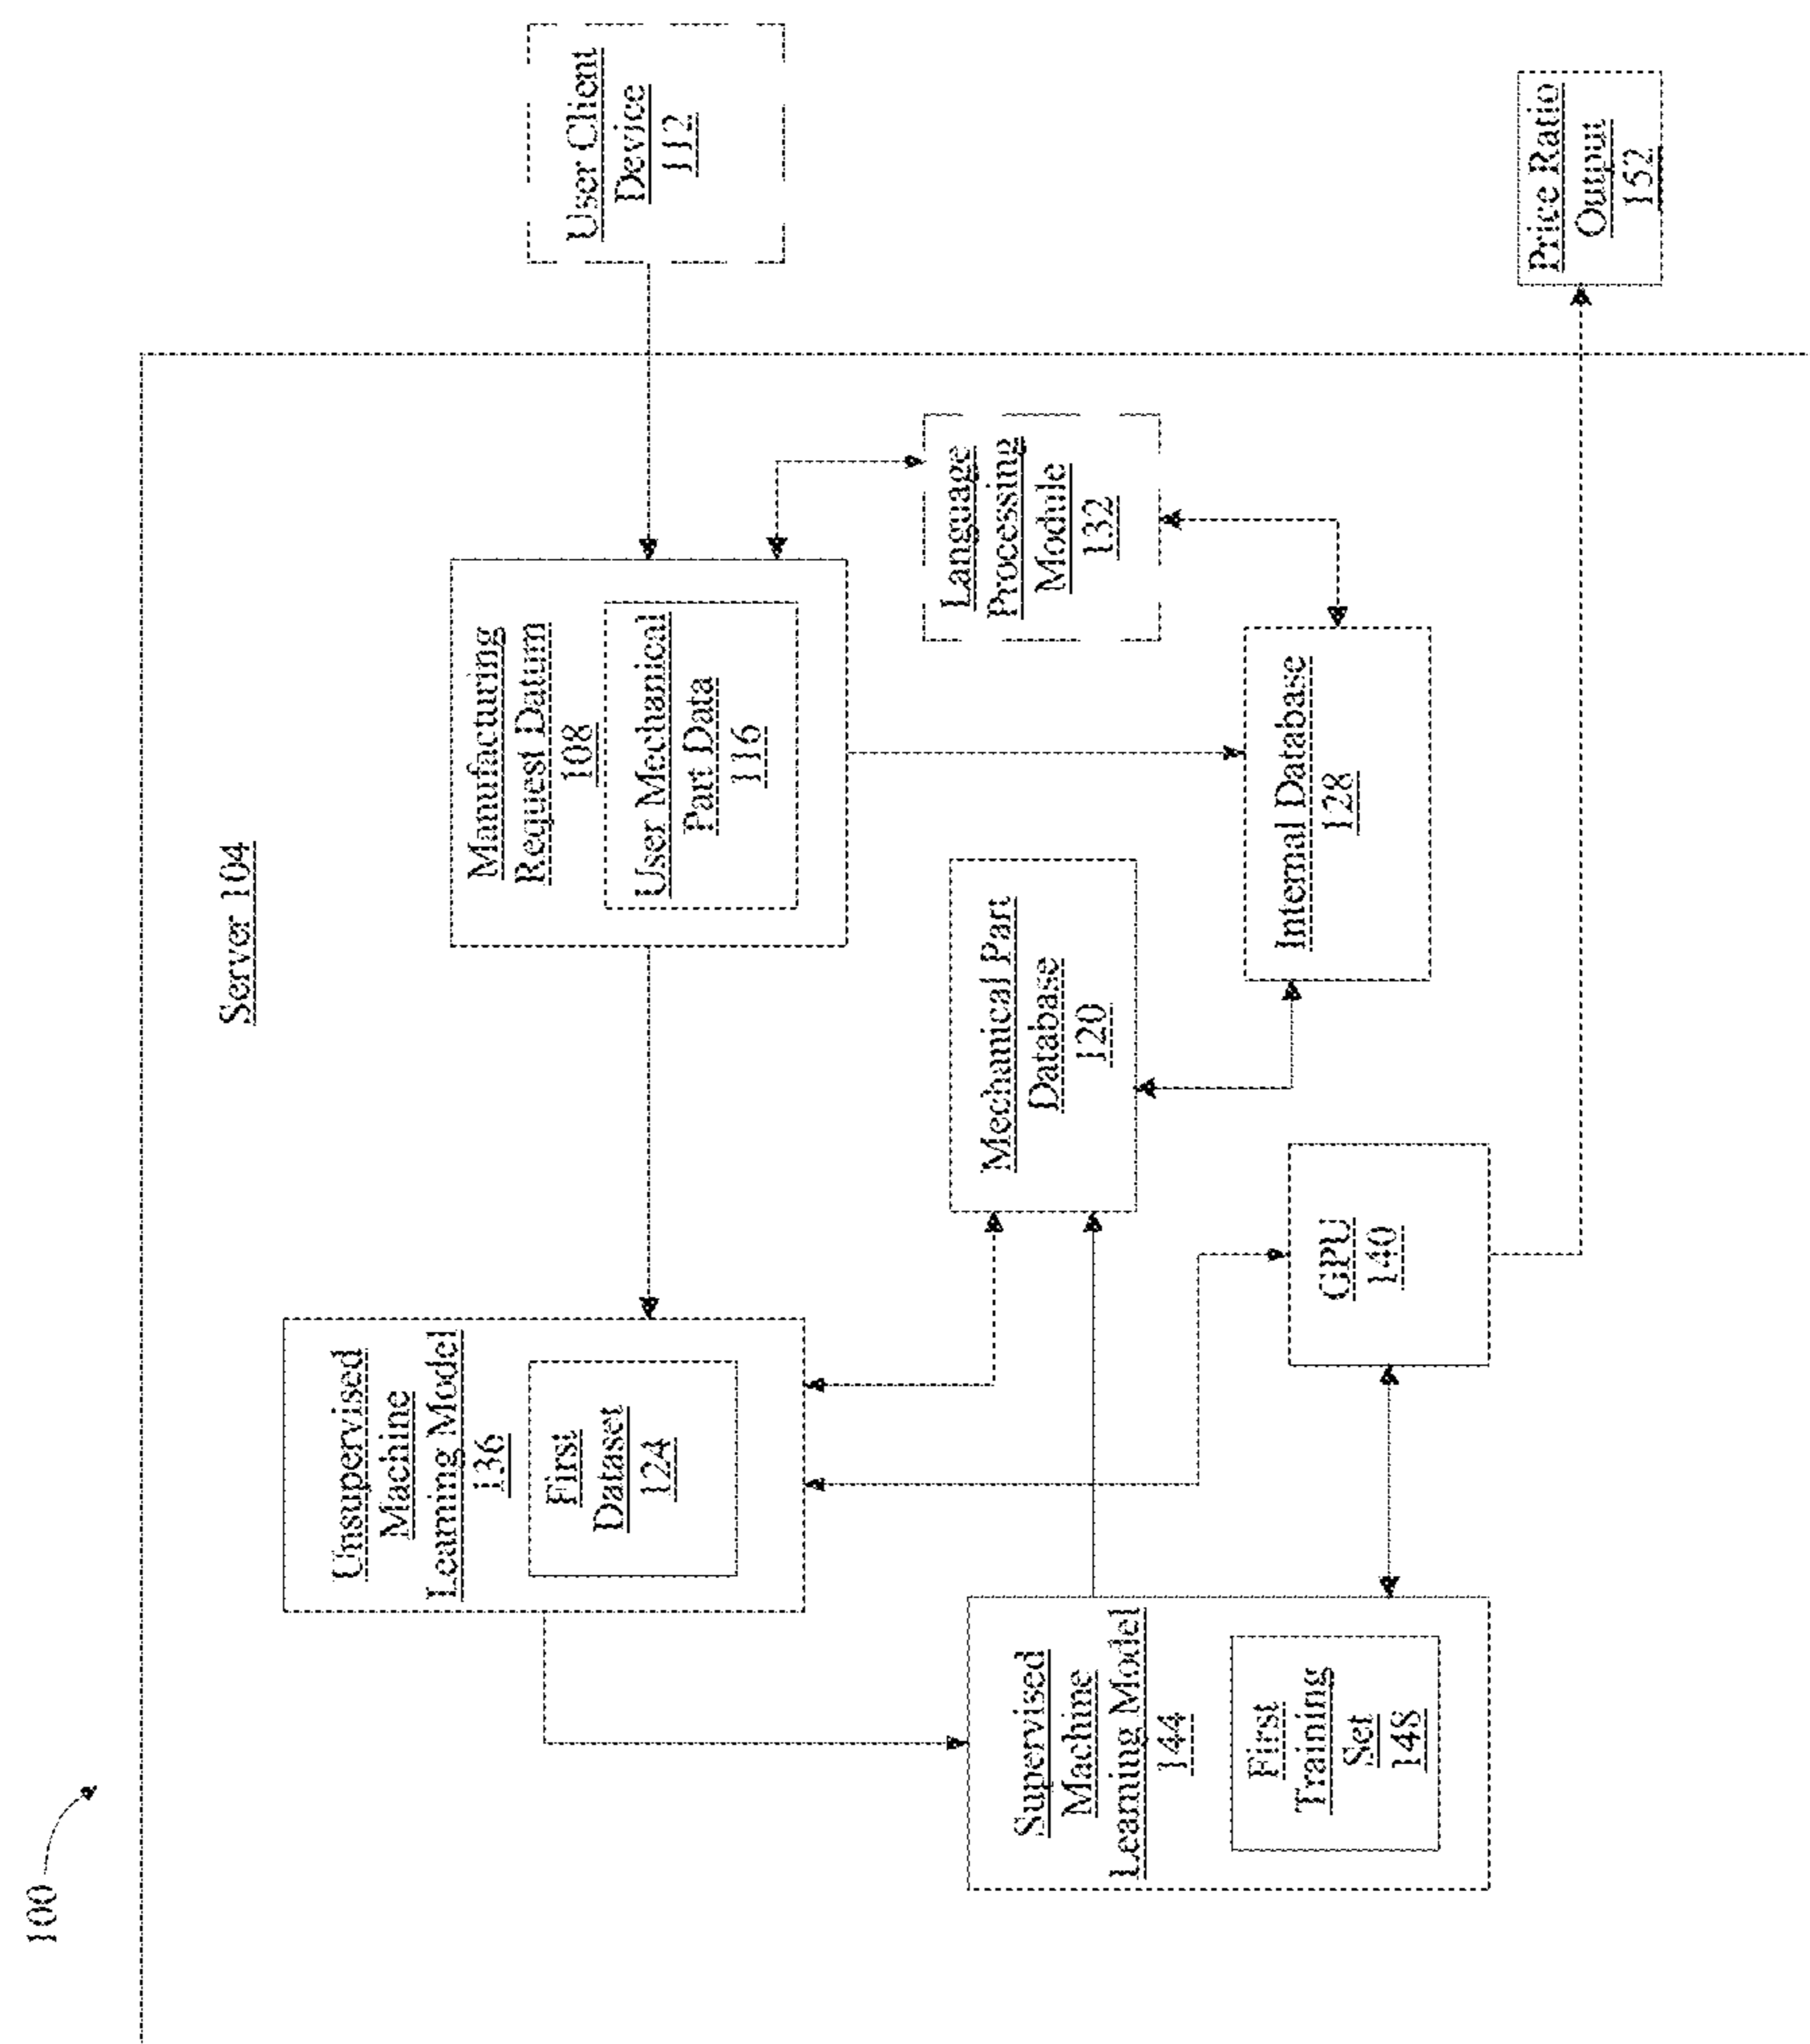 100
Server 104
Unsupervised
Machine
Learning Model
136
First
Dataset
124
Manufacturing
Request Datum
108
User Mechanical
Part Data
116
User Client
Device
112
Supervised
Machine
Learning Model
144
First
Training
Set
148
Mechanical Part
Database
120
Language
Processing
Module
132
GPU
140
Internal Database
128
Price Ratio
Output
152